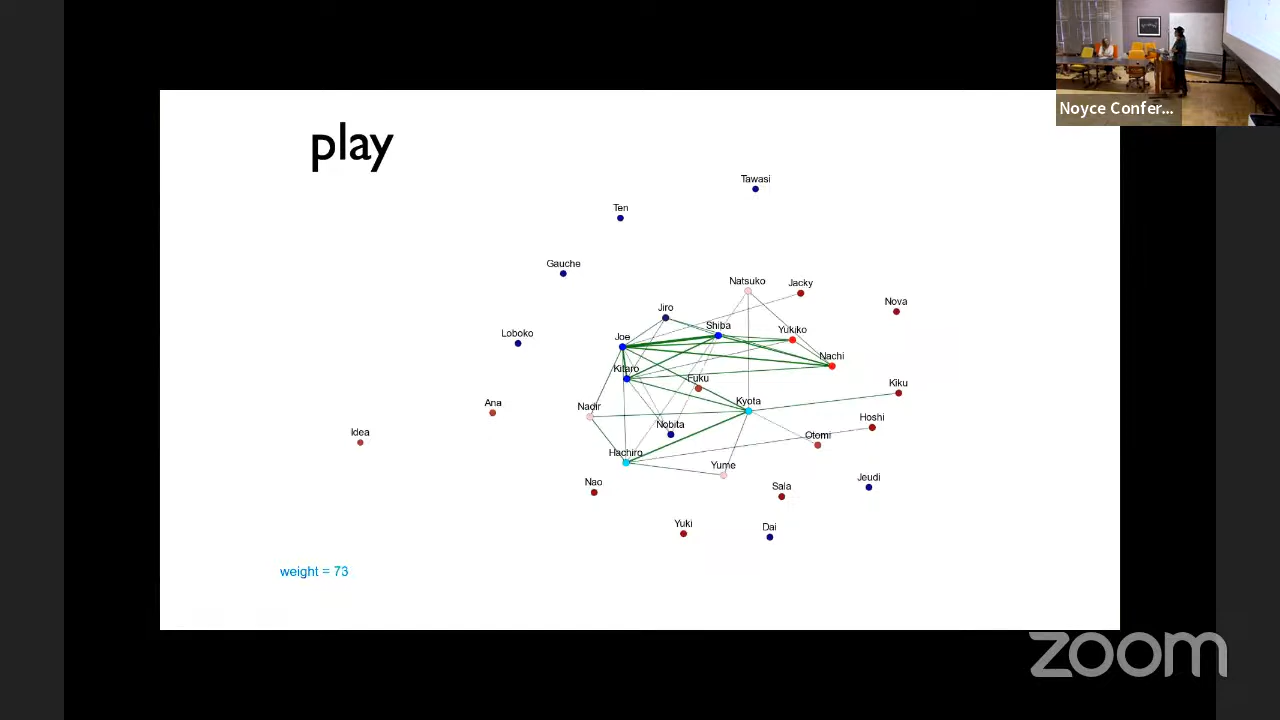 Noyce Confer...
play
Tawasi
Ten
Gauche
Natsuko
Jacky
Nova
Jiro
Shiba
Yukiko
Loboko
Joe
Nachi
Kitaro
Fuku
Kiku
Ana
Nadir
Kyota
Hoshi
Idea
Nobita
Otomi
Hachiro
Yume
Nao
Sala
Jeudi
Yuki
Dai
weight = 73
zoom